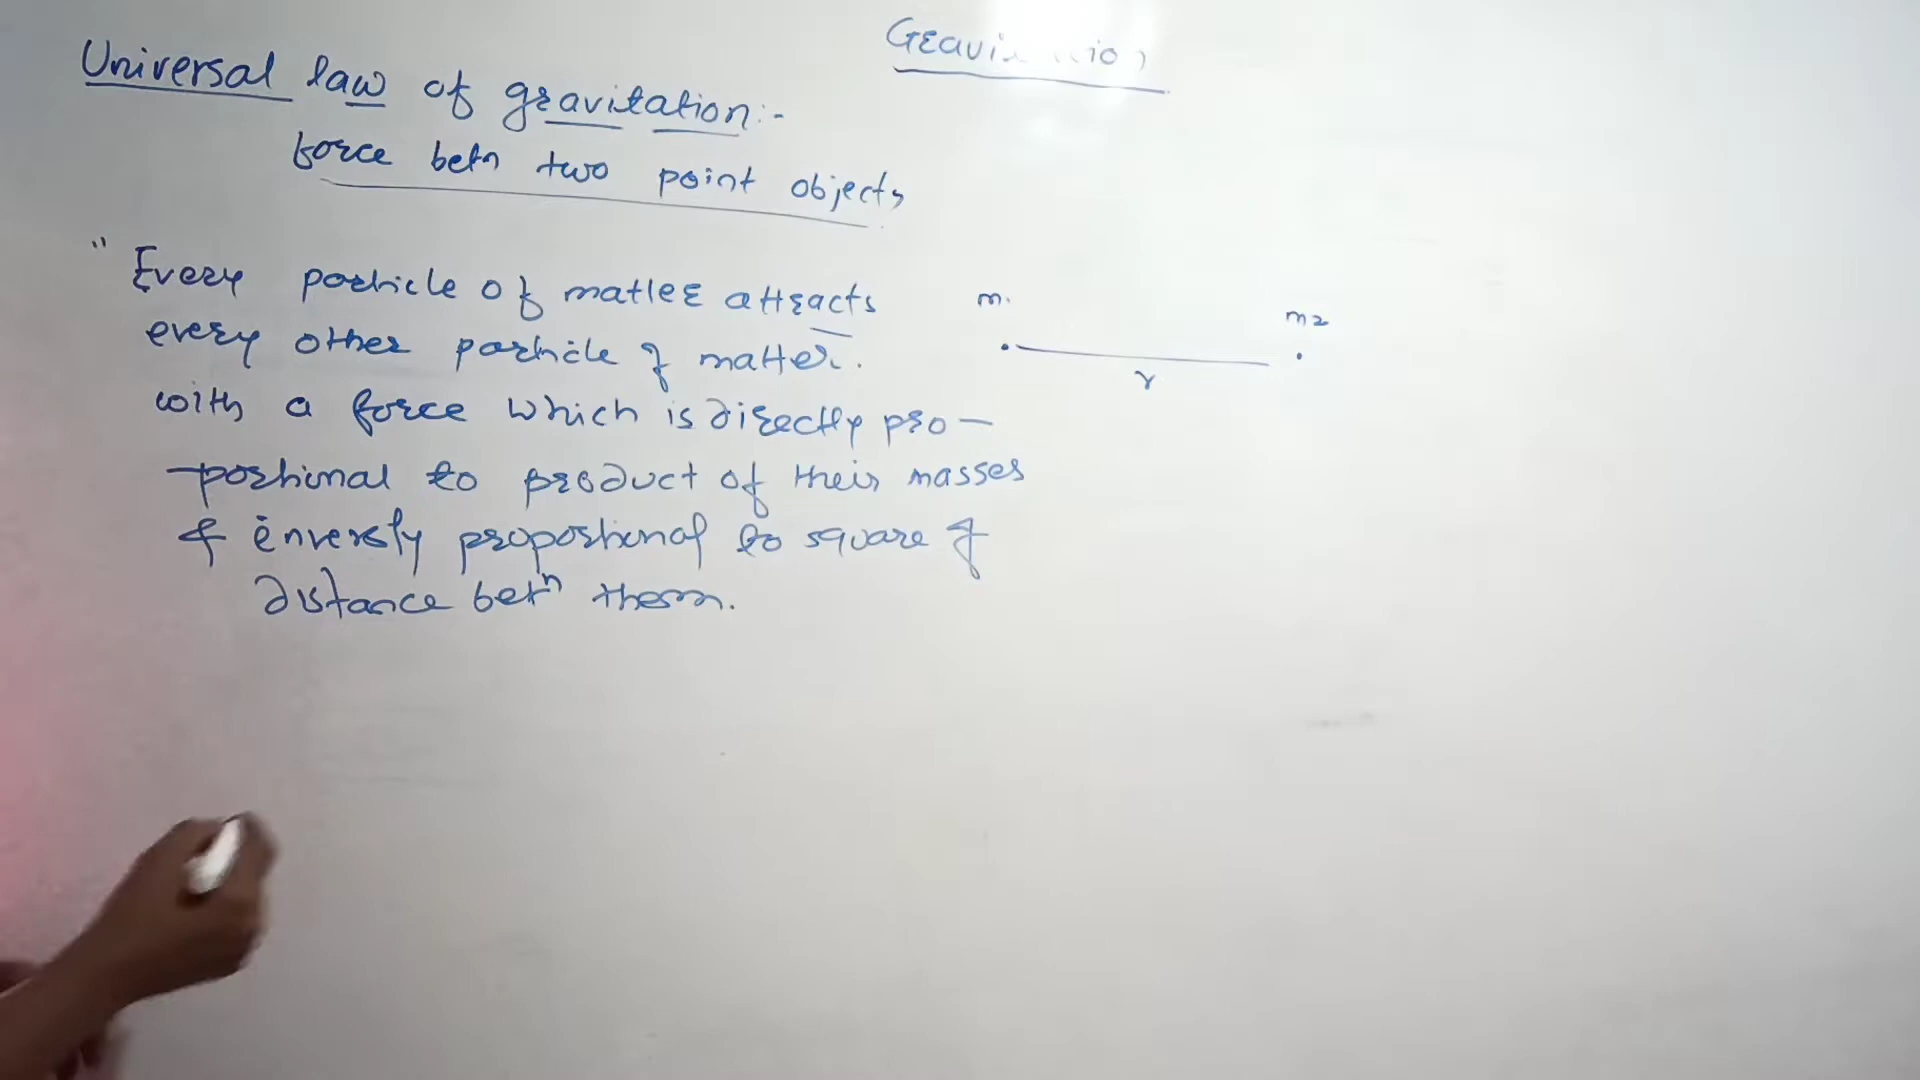 Universal law of gravitation:-
force betn two point objects
" Every particle of matter attracts
every other particle of matter.
with a force which is directly pro-
-portional to product of their masses
& inversly proportional to square of
distance betn them.
m1
m2
r